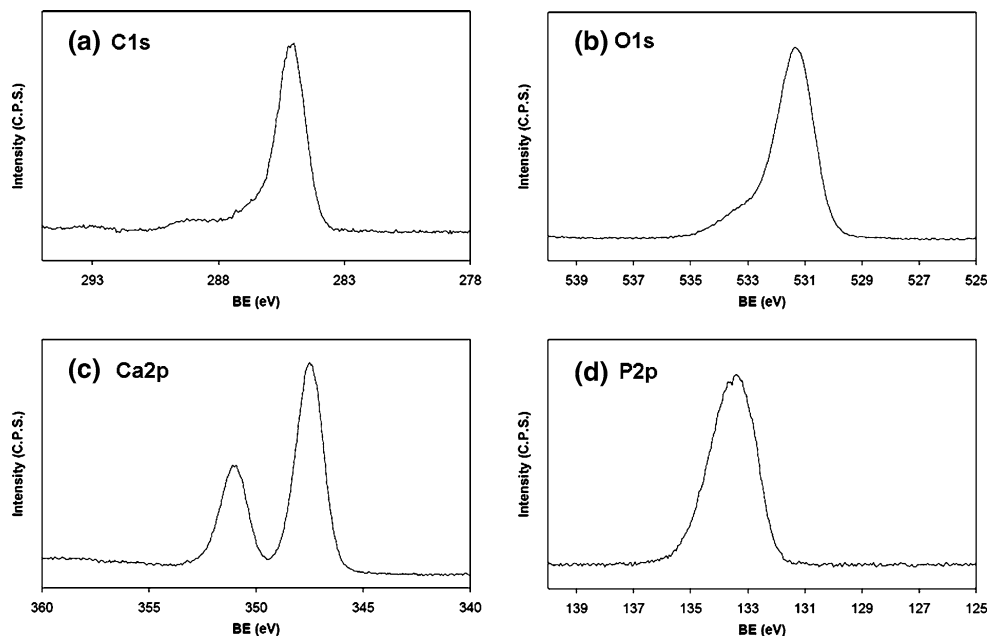 (a) C1s
Intensity (C.P.S.)
293 288 283 278
BE (eV)
(b) O1s
Intensity (C.P.S.)
539 537 535 533 531 529 527 525
BE (eV)
(c) Ca2p
Intensity (C.P.S.)
360 355 350 345 340
BE (eV)
(d) P2p
Intensity (C.P.S.)
139 137 135 133 131 129 127 125
BE (eV)